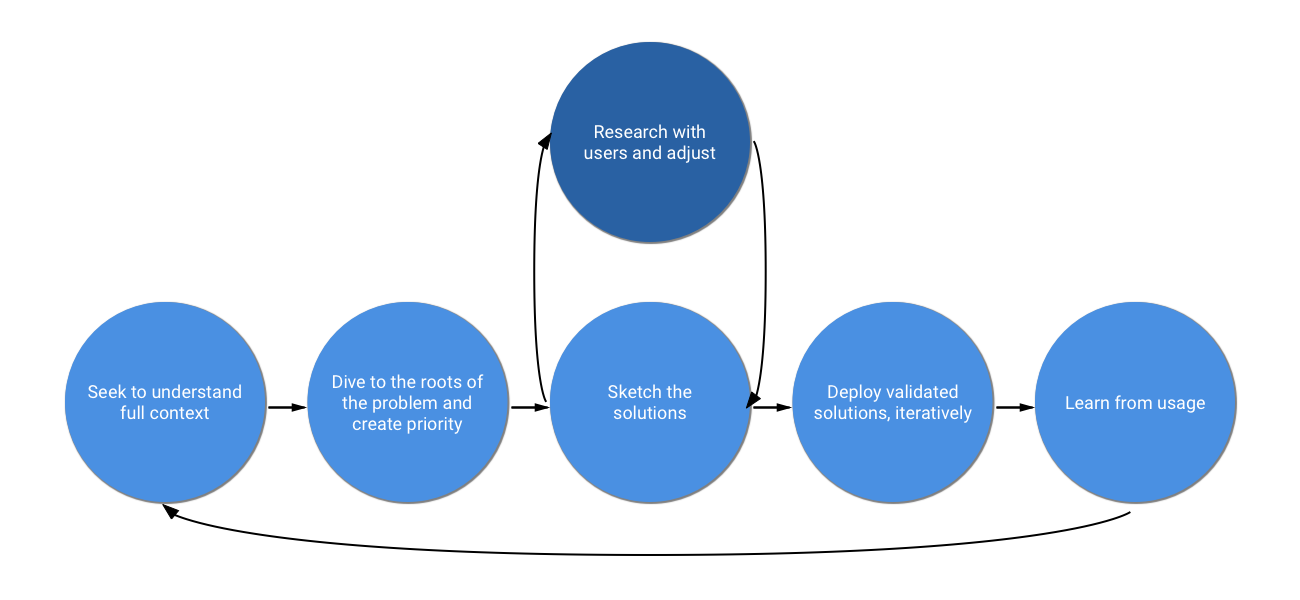 Research with
users and adjust
Seek to understand
full context
Dive to the roots of
the problem and
create priority
Sketch the
solutions
Deploy validated
solutions, iteratively
Learn from usage